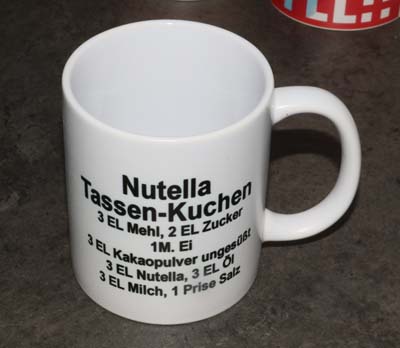 Nutella
Tassen-Kuchen
3 EL Mehl, 2 EL Zucker
1M. Ei
3 EL Kakaopulver ungesüßt
3 EL Nutella, 3 EL Öl
3 EL Milch, 1 Prise Salz